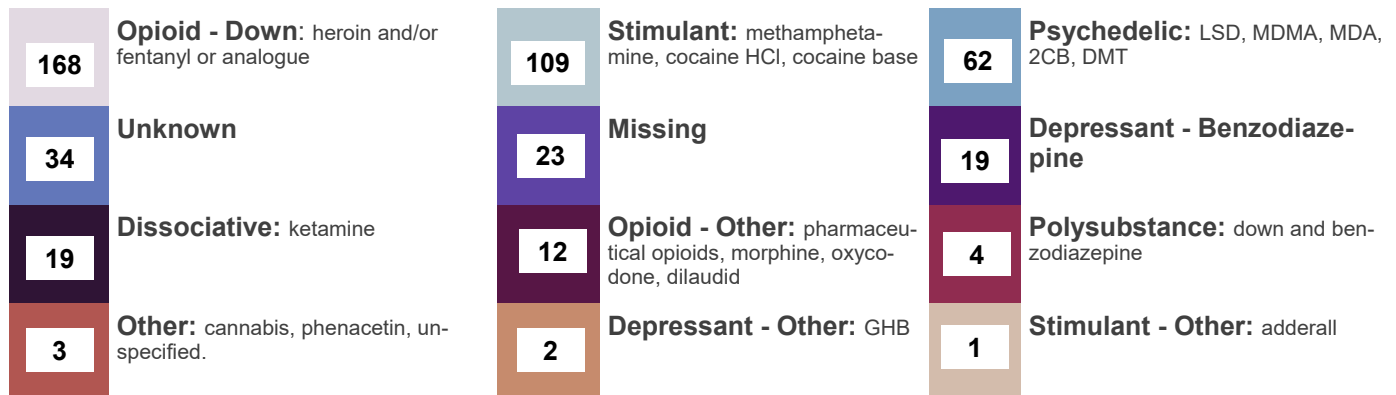 168
Opioid - Down: heroin and/or
fentanyl or analogue
109
Stimulant: methampheta-
mine, cocaine HCl, cocaine base
62
Psychedelic: LSD, MDMA, MDA,
2CB, DMT
34
Unknown
23
Missing
19
Depressant - Benzodiaze-
pine
19
Dissociative: ketamine
12
Opioid - Other: pharmaceu-
tical opioids, morphine, oxyco-
done, dilaudid
4
Polysubstance: down and ben-
zodiazepine
3
Other: cannabis, phenacetin, un-
specified.
2
Depressant - Other: GHB
1
Stimulant - Other: adderall